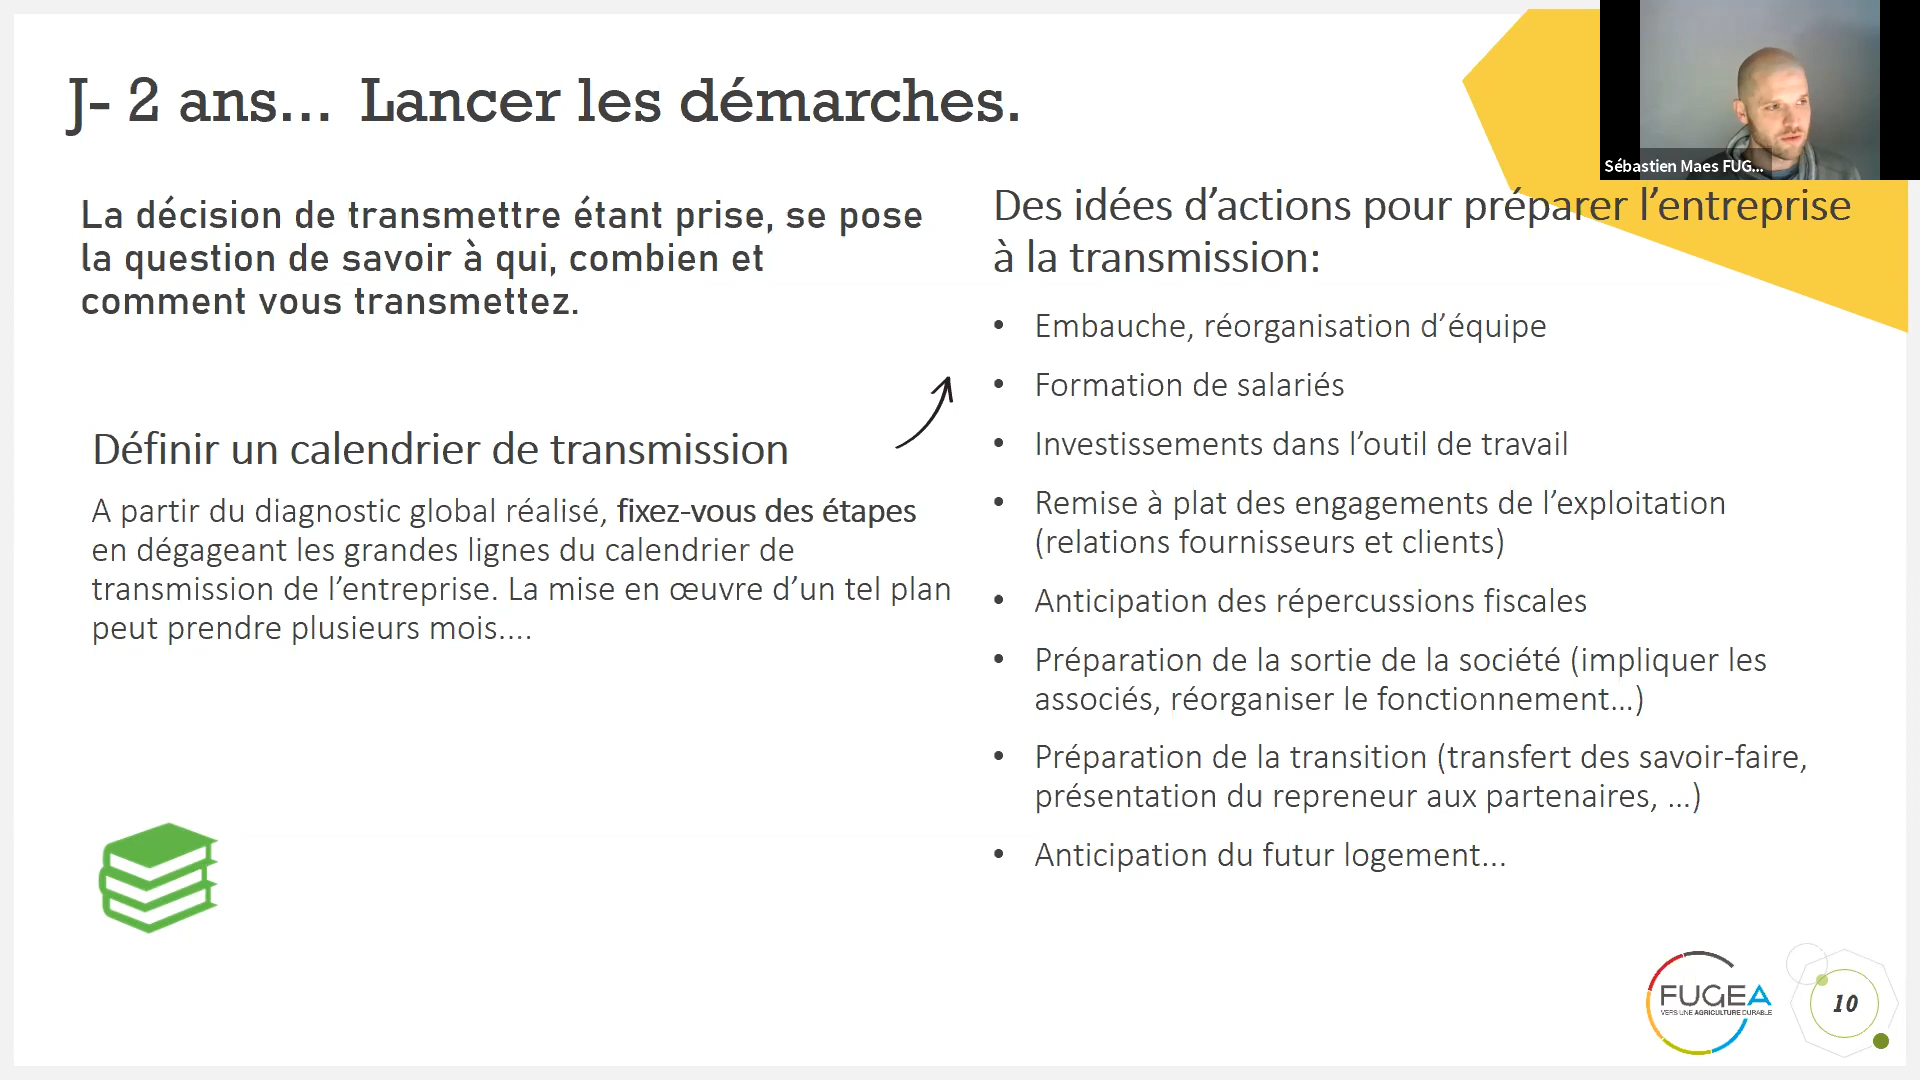 J- 2 ans... Lancer les démarches.
Sébastien Maes FUG...
La décision de transmettre étant prise, se pose
la question de savoir à qui, combien et
comment vous transmettez.
Définir un calendrier de transmission
A partir du diagnostic global réalisé, fixez-vous des étapes
en dégageant les grandes lignes du calendrier de
transmission de l’entreprise. La mise en œuvre d’un tel plan
peut prendre plusieurs mois....
Des idées d’actions pour préparer l’entreprise
à la transmission:
• Embauche, réorganisation d’équipe
• Formation de salariés
• Investissements dans l’outil de travail
• Remise à plat des engagements de l’exploitation
(relations fournisseurs et clients)
• Anticipation des répercussions fiscales
• Préparation de la sortie de la société (impliquer les
associés, réorganiser le fonctionnement...)
• Préparation de la transition (transfert des savoir-faire,
présentation du repreneur aux partenaires, ...)
• Anticipation du futur logement...
FUGEA
VERS UNE AGRICULTURE DURABLE
10